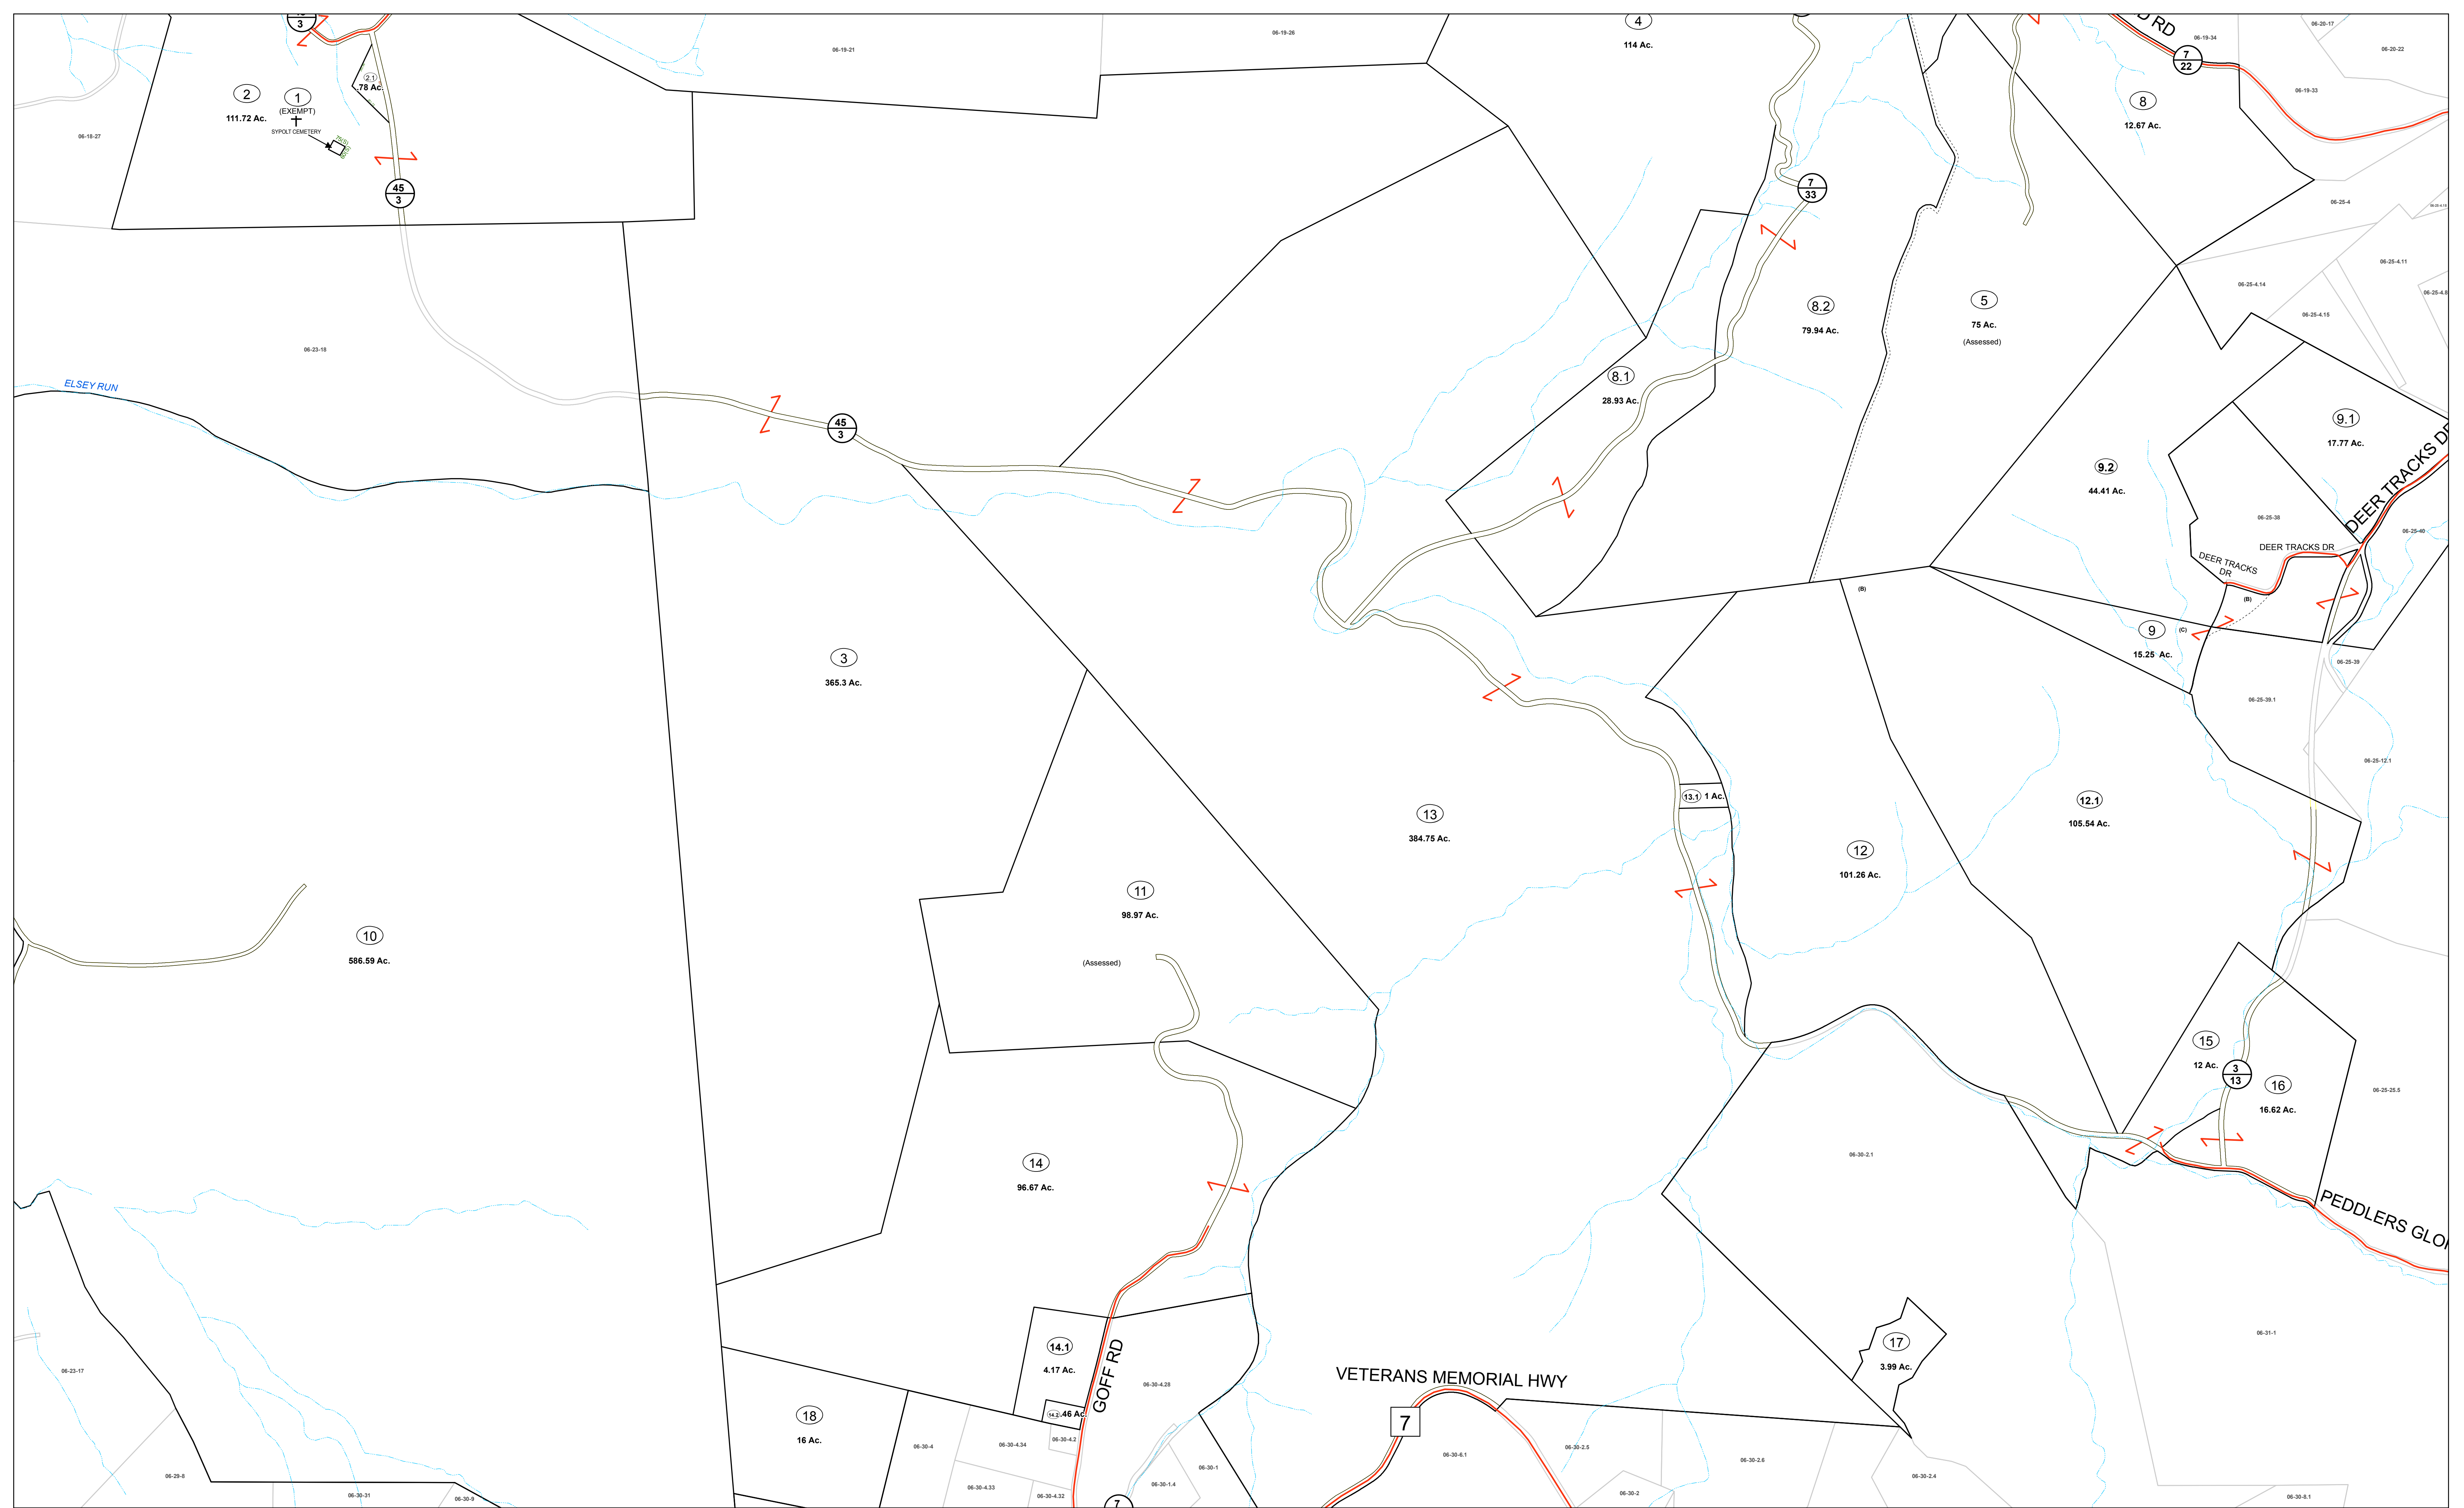 3
4
114 Ac.
D RD
7
22
06-19-34
06-20-17
06-20-22
06-19-21
06-19-26
06-19-33
2
111.72 Ac.
1
(EXEMPT)
SYPOLT CEMETERY
75(S)
2.1
.78 Ac.
06-18-27
45
3
8
12.67 Ac.
7
33
06-25-4
06-25-4.11
06-25-4.14
06-25-4.8
06-25-4.15
8.2
79.94 Ac.
5
75 Ac.
(Assessed)
06-23-18
ELSEY RUN
8.1
28.93 Ac.
45
3
9.1
17.77 Ac.
9.2
44.41 Ac.
DEER TRACKS DR
06-25-38
06-25-40
DEER TRACKS DR
DEER TRACKS
DR
(B)
(B)
9
(C)
15.25 Ac.
06-25-39
06-25-39.1
3
365.3 Ac.
06-25-12.1
13.1 1 Ac.
12.1
105.54 Ac.
13
384.75 Ac.
12
101.26 Ac.
11
98.97 Ac.
(Assessed)
10
586.59 Ac.
15
12 Ac.
3
13
16
16.62 Ac.
06-25-25.5
14
96.67 Ac.
06-30-2.1
PEDDLERS GLOR
06-31-1
17
3.99 Ac.
14.1
4.17 Ac.
GOFF RD
06-30-4.28
VETERANS MEMORIAL HWY
7
06-23-17
14.2 .46 Ac.
18
16 Ac.
06-30-4
06-30-4.34
06-30-4.2
06-30-6.1
06-30-2.5
06-30-2.6
06-30-2.4
06-30-1
06-30-1.4
06-29-8
06-30-31
06-30-9
06-30-4.33
06-30-4.32
7
06-30-2
06-30-8.1